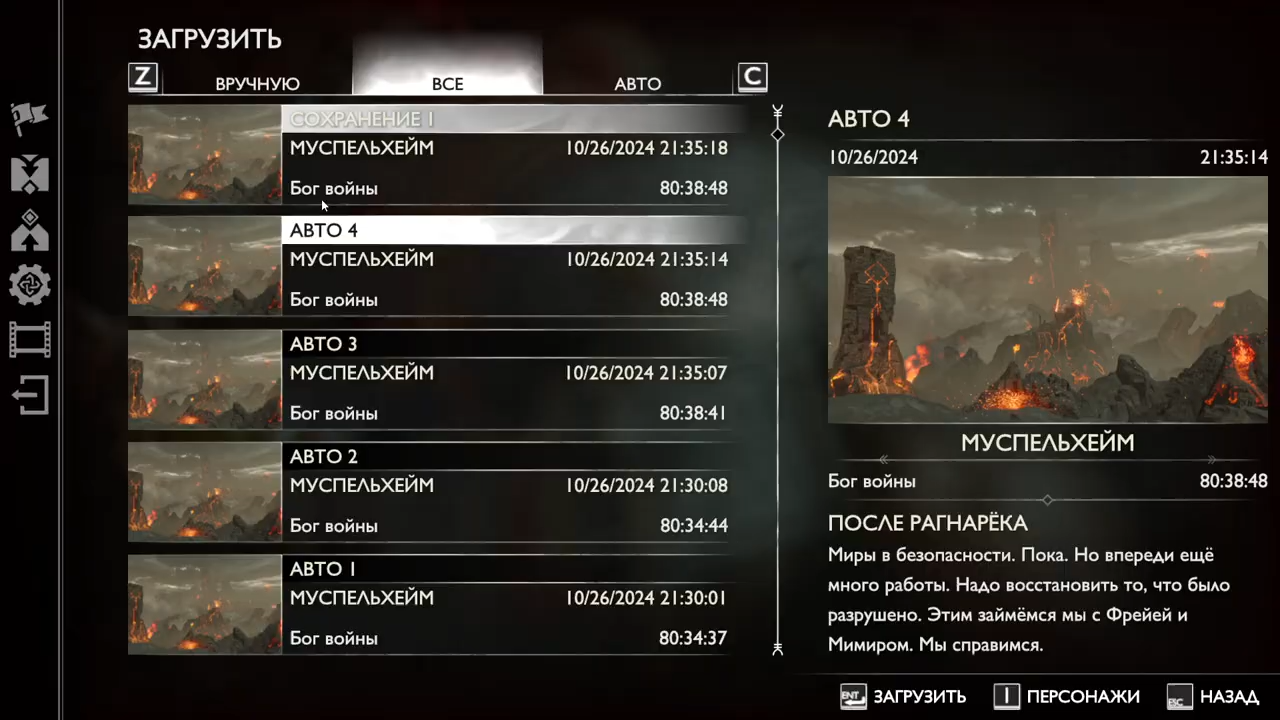 ЗАГРУЗИТЬ
Z ВРУЧНУЮ ВСЕ АВТО C
СОХРАНЕНИЕ 1
МУСПЕЛЬХЕЙМ 10/26/2024 21:35:18
Бог войны 80:38:48
АВТО 4
МУСПЕЛЬХЕЙМ 10/26/2024 21:35:14
Бог войны 80:38:48
АВТО 3
МУСПЕЛЬХЕЙМ 10/26/2024 21:35:07
Бог войны 80:38:41
АВТО 2
МУСПЕЛЬХЕЙМ 10/26/2024 21:30:08
Бог войны 80:34:44
АВТО 1
МУСПЕЛЬХЕЙМ 10/26/2024 21:30:01
Бог войны 80:34:37
АВТО 4
10/26/2024 21:35:14
МУСПЕЛЬХЕЙМ
Бог войны 80:38:48
ПОСЛЕ РАГНАРЁКА
Миры в безопасности. Пока. Но впереди ещё
много работы. Надо восстановить то, что было
разрушено. Этим займёмся мы с Фрейей и
Мимиром. Мы справимся.
ENT ЗАГРУЗИТЬ I ПЕРСОНАЖИ ESC НАЗАД